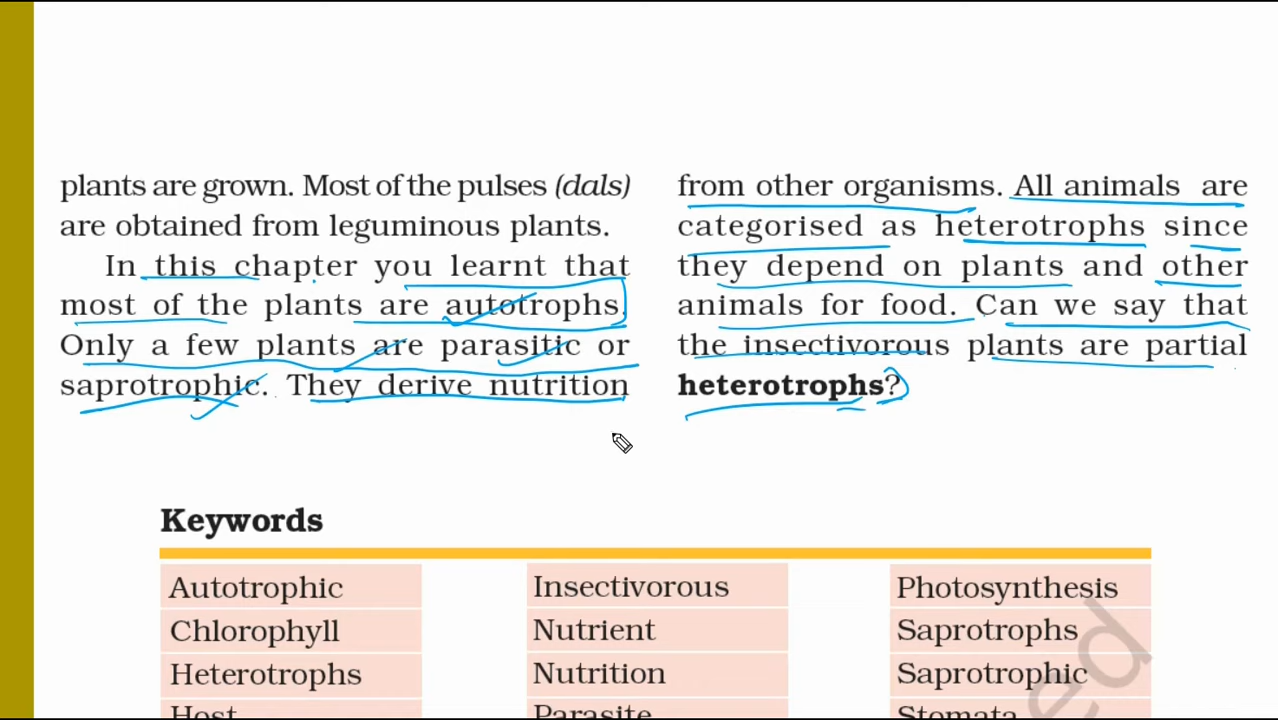 plants are grown. Most of the pulses (dals)
are obtained from leguminous plants.
In this chapter you learnt that
most of the plants are autotrophs.
Only a few plants are parasitic or
saprotrophic. They derive nutrition
from other organisms. All animals are
categorised as heterotrophs since
they depend on plants and other
animals for food. Can we say that
the insectivorous plants are partial
heterotrophs?
Keywords
Autotrophic Insectivorous Photosynthesis
Chlorophyll Nutrient Saprotrophs
Heterotrophs Nutrition Saprotrophic
Host Parasite Stomata